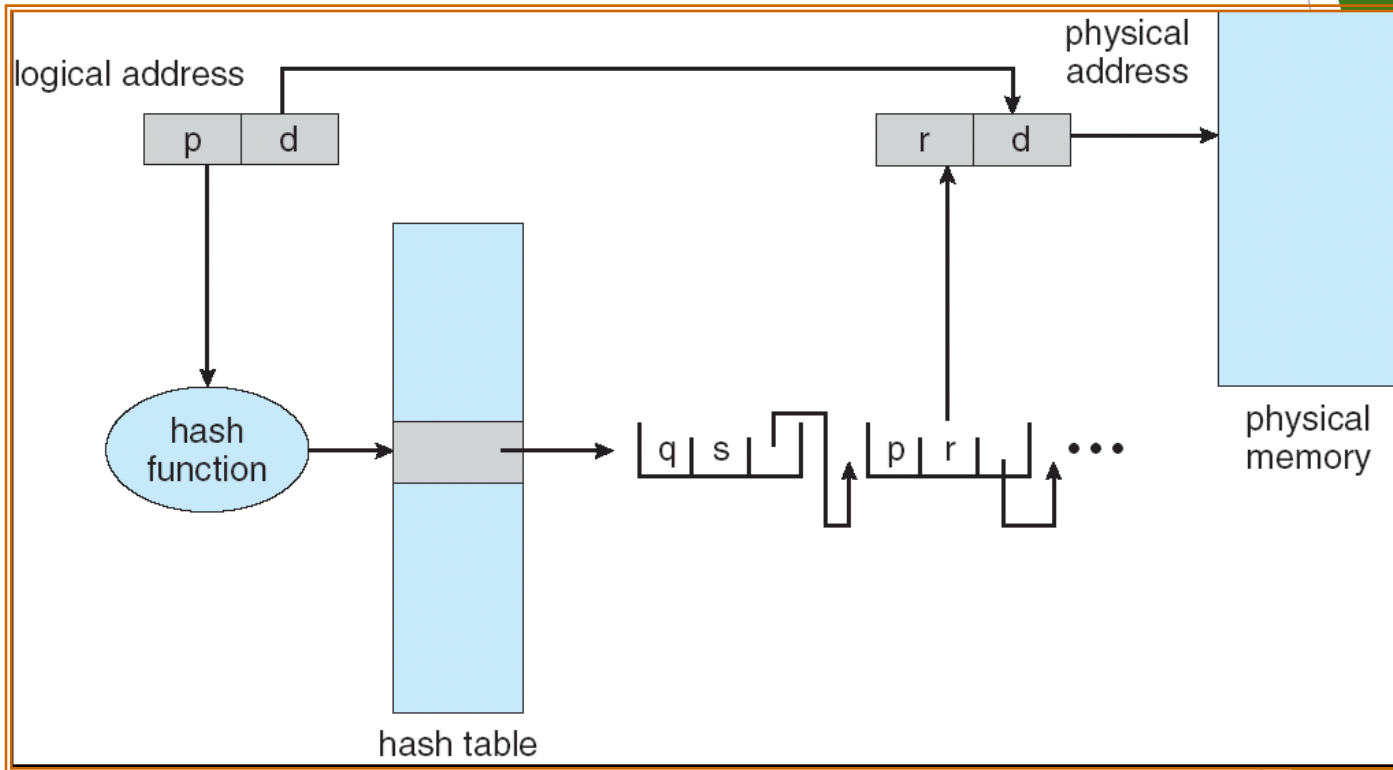 logical address
physical
address
p d
r d
hash
function
q s
p r
•••
physical
memory
hash table